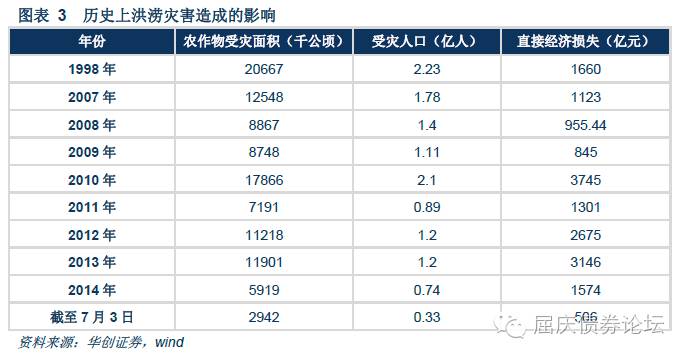 图表 3 历史上洪涝灾害造成的影响
年份 农作物受灾面积（千公顷） 受灾人口（亿人） 直接经济损失（亿元）
1998 年 20667 2.23 1660
2007 年 12548 1.78 1123
2008 年 8867 1.4 955.44
2009 年 8748 1.11 845
2010 年 17866 2.1 3745
2011 年 7191 0.89 1301
2012 年 11218 1.2 2675
2013 年 11901 1.2 3146
2014 年 5919 0.74 1574
截至 7 月 3 日 2942 0.33 506
屈庆债券论坛
资料来源：华创证券，wind